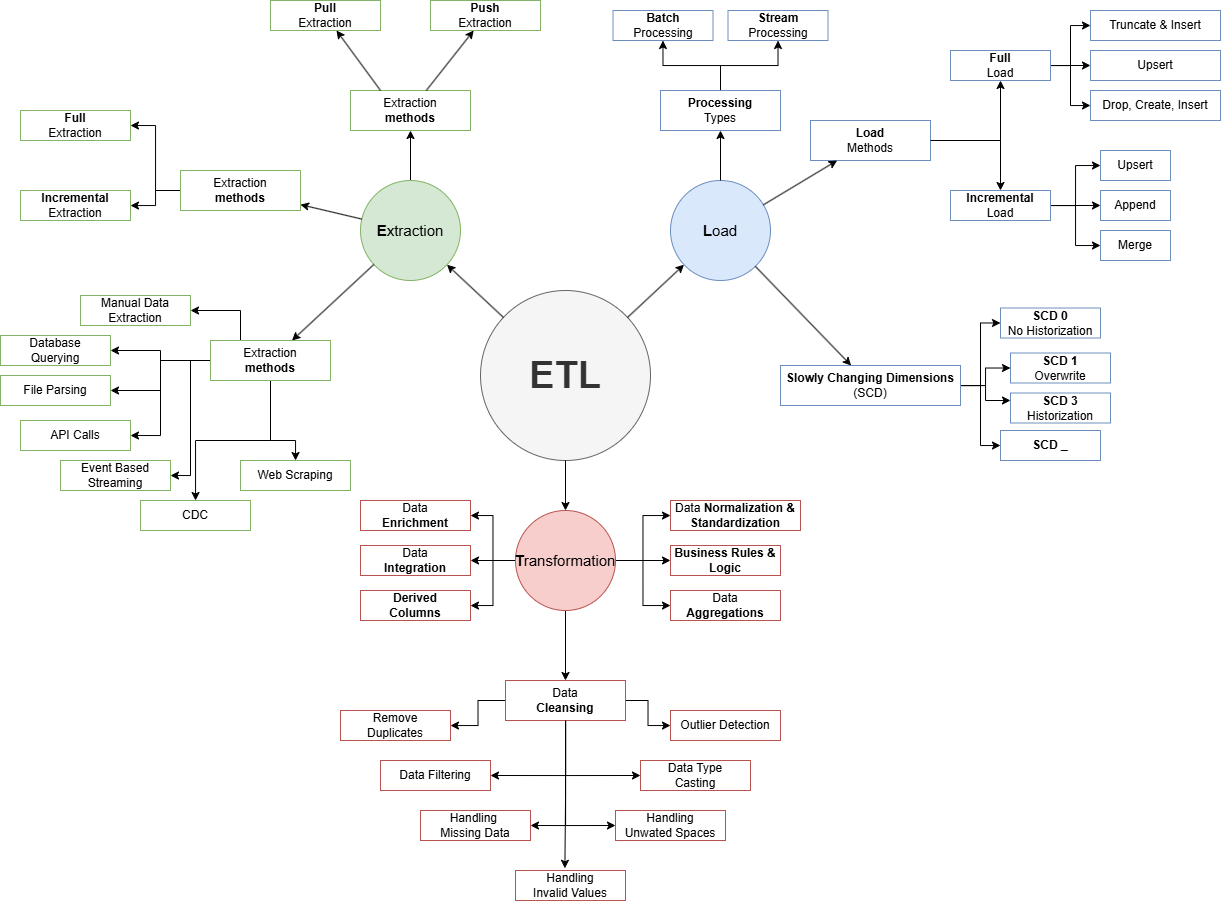 Pull
Extraction
Push
Extraction
Extraction
methods
Full
Extraction
Incremental
Extraction
Extraction
methods
Extraction
Manual Data
Extraction
Database
Querying
File Parsing
API Calls
Event Based
Streaming
CDC
Web Scraping
Extraction
methods
Batch
Processing
Stream
Processing
Processing
Types
Load
Methods
Full
Load
Truncate & Insert
Upsert
Drop, Create, Insert
Incremental
Load
Upsert
Append
Merge
Load
Slowly Changing Dimensions
(SCD)
SCD 0
No Historization
SCD 1
Overwrite
SCD 3
Historization
SCD _
ETL
Data
Enrichment
Data
Integration
Derived
Columns
Transformation
Data Normalization &
Standardization
Business Rules &
Logic
Data
Aggregations
Data
Cleansing
Remove
Duplicates
Outlier Detection
Data Filtering
Data Type
Casting
Handling
Missing Data
Handling
Unwated Spaces
Handling
Invalid Values